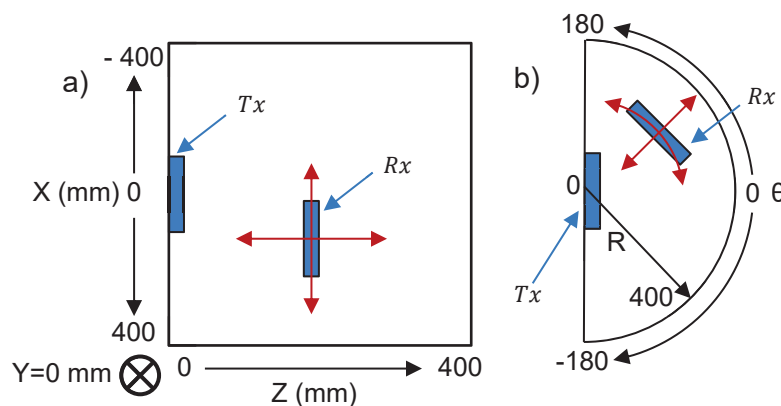 a)
- 400
Tx
X (mm) 0
Rx
400
Y=0 mm
0
400
Z (mm)
b)
180
Rx
0
0 θ
R
Tx
400
-180